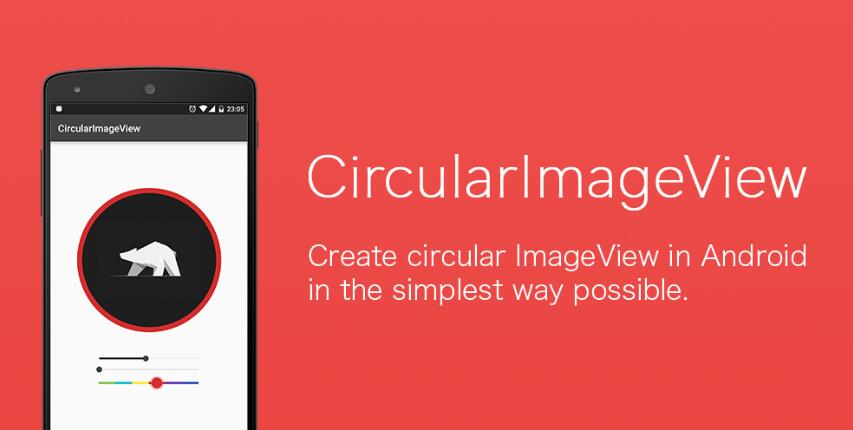 23:05
CircularImageView
CircularImageView
Create circular ImageView in Android
in the simplest way possible.